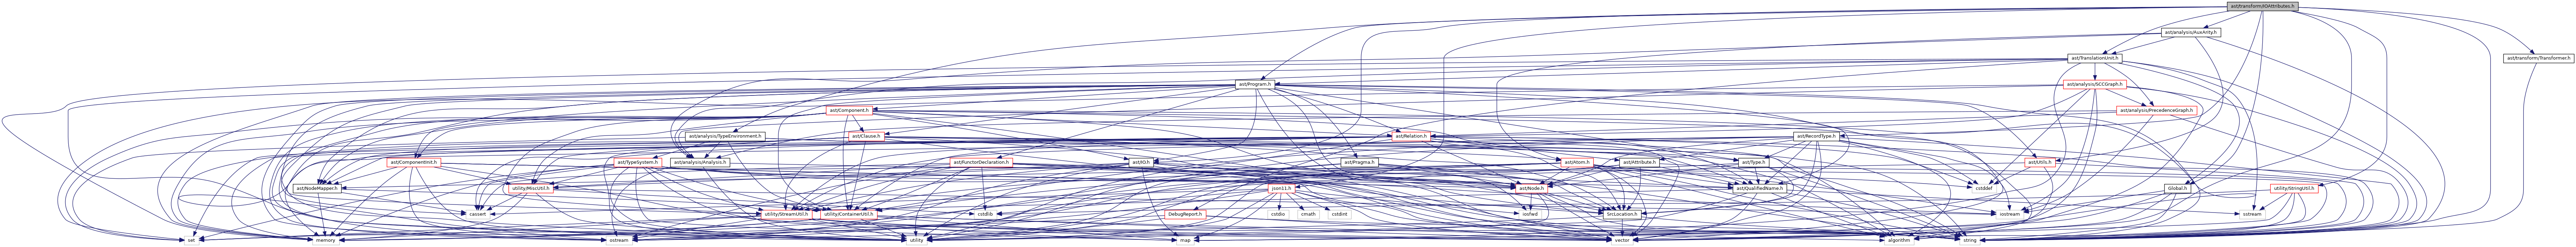 ast/transform/IOAttributes.h
ast/analysis/AuxArity.h
ast/TranslationUnit.h
ast/transform/Transformer.h
ast/Program.h
ast/analysis/SCCGraph.h
ast/Component.h
ast/analysis/PrecedenceGraph.h
ast/analysis/TypeEnvironment.h
ast/Clause.h
ast/Relation.h
ast/RecordType.h
ast/ComponentInit.h
ast/TypeSystem.h
ast/analysis/Analysis.h
ast/FunctorDeclaration.h
ast/IO.h
ast/Pragma.h
ast/Atom.h
ast/Attribute.h
ast/Type.h
ast/Utils.h
ast/NodeMapper.h
utility/MiscUtil.h
json11.h
ast/Node.h
ast/QualifiedName.h
cstddef
Global.h
utility/StringUtil.h
cassert
utility/StreamUtil.h
utility/ContainerUtil.h
cstdlib
DebugReport.h
cstdio
cmath
cstdint
iosfwd
SrcLocation.h
iostream
sstream
set
memory
ostream
utility
map
vector
algorithm
string